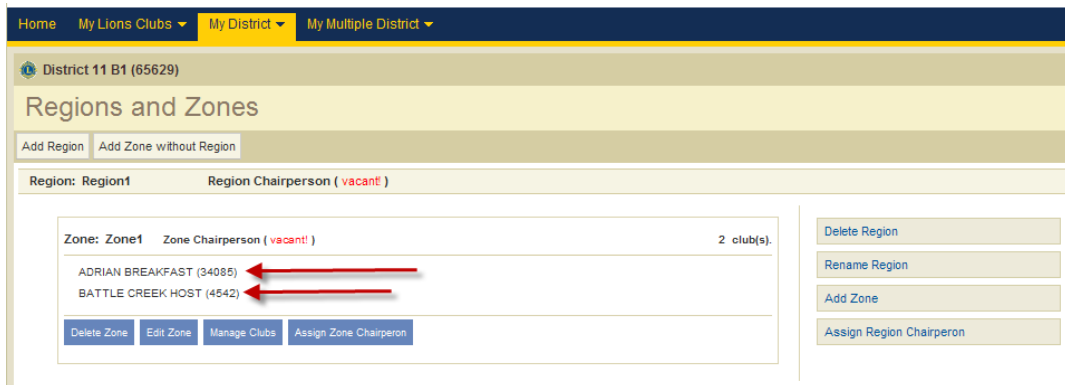 Home My Lions Clubs My District My Multiple District
District 11 B1 (65629)
Regions and Zones
Add Region Add Zone without Region
Region: Region1 Region Chairperson ( vacant! )
Zone: Zone1 Zone Chairperson ( vacant! ) 2 club(s).
ADRIAN BREAKFAST (34085)
BATTLE CREEK HOST (4542)
Delete Zone Edit Zone Manage Clubs Assign Zone Chairperon
Delete Region
Rename Region
Add Zone
Assign Region Chairperon